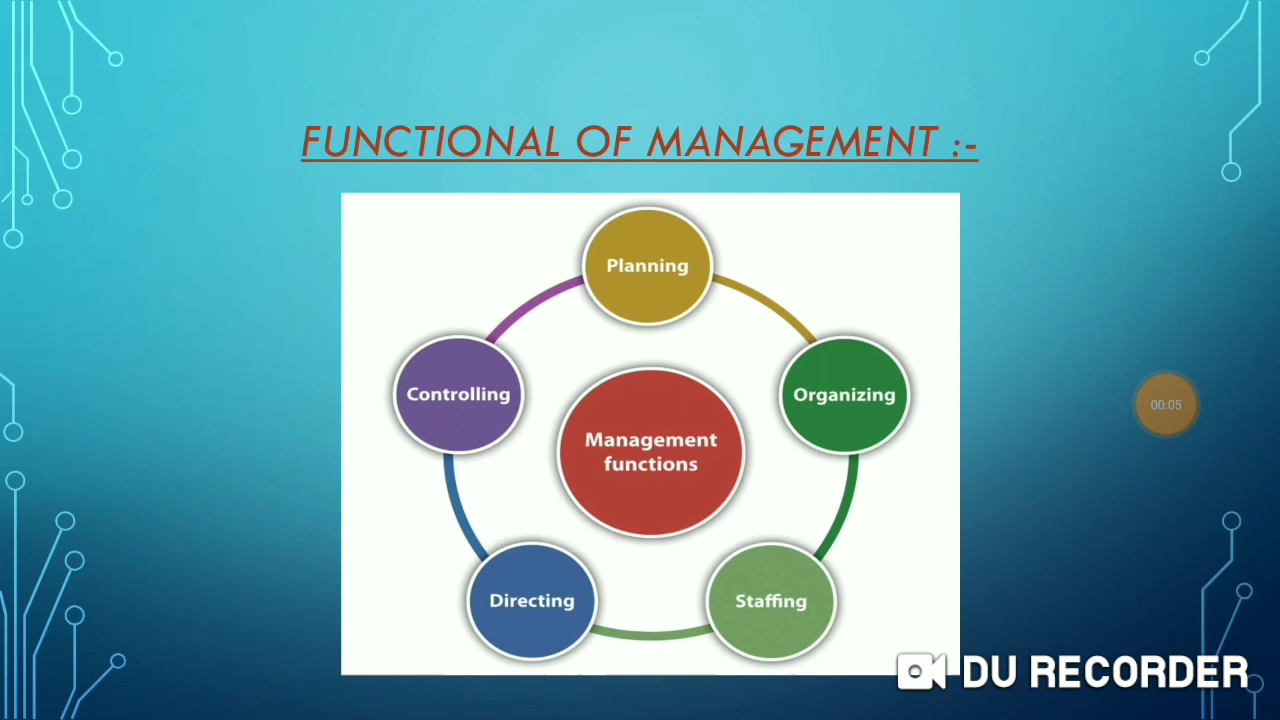 FUNCTIONAL OF MANAGEMENT :-
Planning
Controlling
Organizing
Management
functions
Directing
Staffing
00:05
DU RECORDER